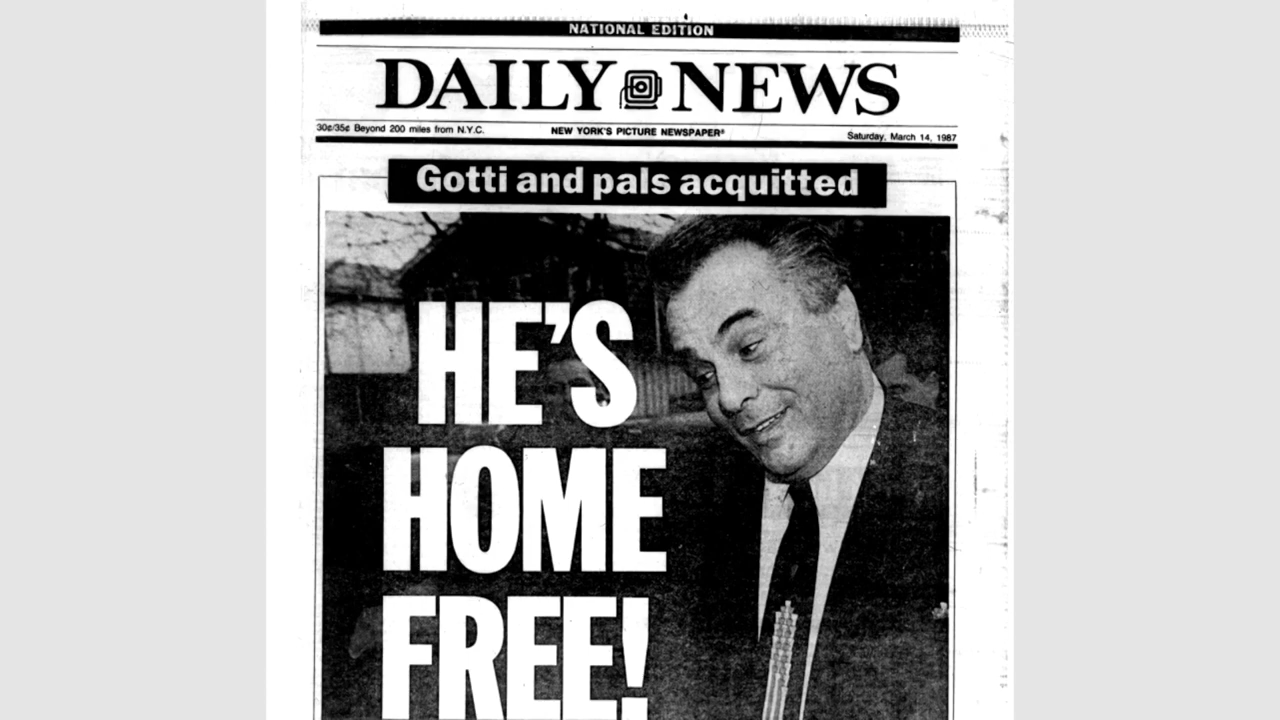 NATIONAL EDITION
DAILY NEWS
30¢/35¢ Beyond 200 miles from N.Y.C.
NEW YORK'S PICTURE NEWSPAPER®
Saturday, March 14, 1987
Gotti and pals acquitted
HE'S
HOME
FREE!